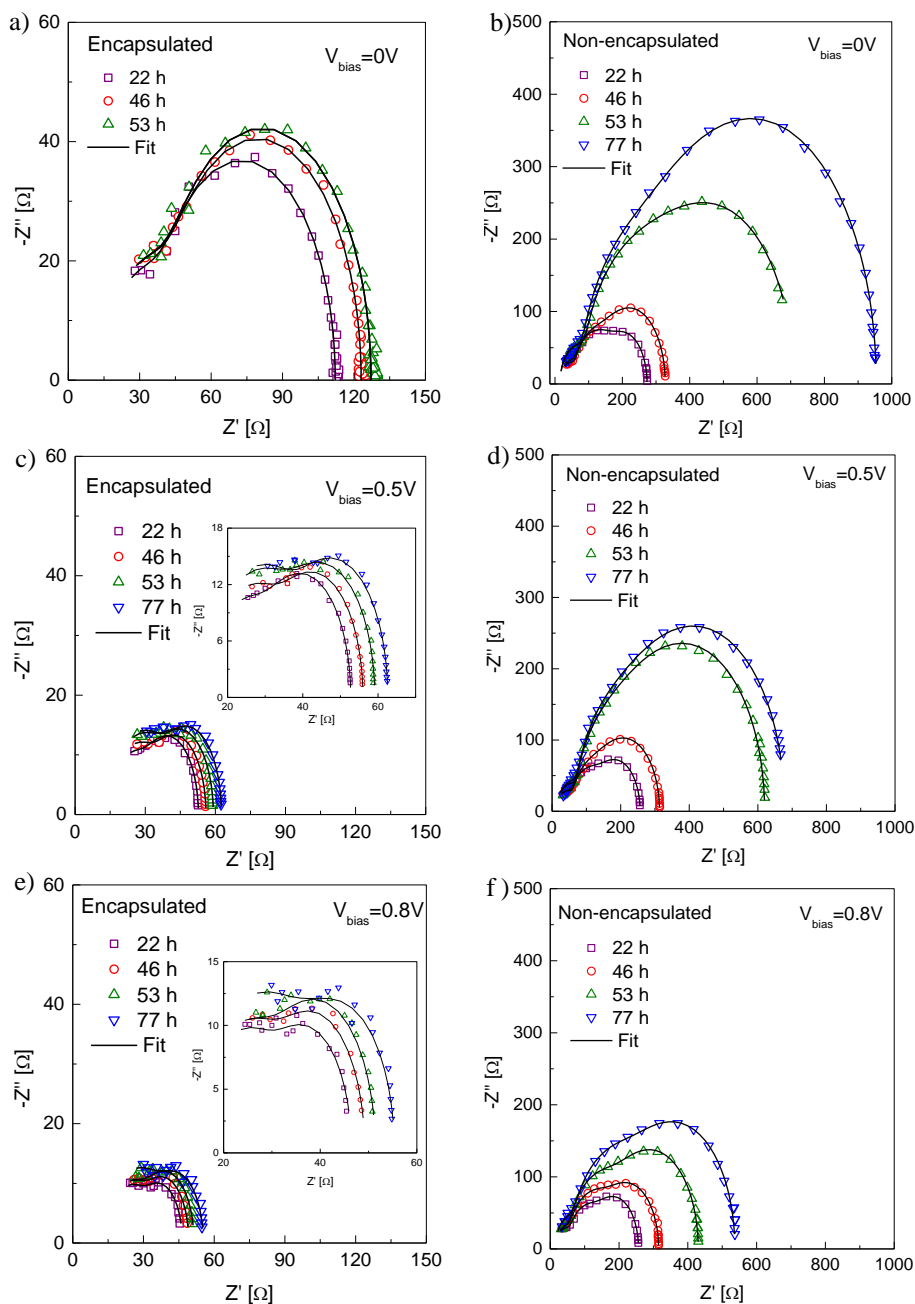 a)
Encapsulated
V_bias=0V
22 h
46 h
53 h
Fit
60
40
20
0
0 30 60 90 120 150
-Z'' [Ω]
Z' [Ω]
b)
Non-encapsulated
V_bias=0V
22 h
46 h
53 h
77 h
Fit
500
400
300
200
100
0
0 200 400 600 800 1000
-Z'' [Ω]
Z' [Ω]
c)
Encapsulated
V_bias=0.5V
22 h
46 h
53 h
77 h
Fit
60
40
20
0
0 30 60 90 120 150
-Z'' [Ω]
Z' [Ω]
18
15
12
9
6
3
0
20 40 60
-Z'' [Ω]
Z' [Ω]
d)
Non-encapsulated
V_bias=0.5V
22 h
46 h
53 h
77 h
Fit
500
400
300
200
100
0
0 200 400 600 800 1000
-Z'' [Ω]
Z' [Ω]
e)
Encapsulated
V_bias=0.8V
22 h
46 h
53 h
77 h
Fit
60
40
20
0
0 30 60 90 120 150
-Z'' [Ω]
Z' [Ω]
15
13
10
8
5
3
0
20 40 60
-Z'' [Ω]
Z' [Ω]
f)
Non-encapsulated
V_bias=0.8V
22 h
46 h
53 h
77 h
Fit
500
400
300
200
100
0
0 200 400 600 800 1000
-Z'' [Ω]
Z' [Ω]